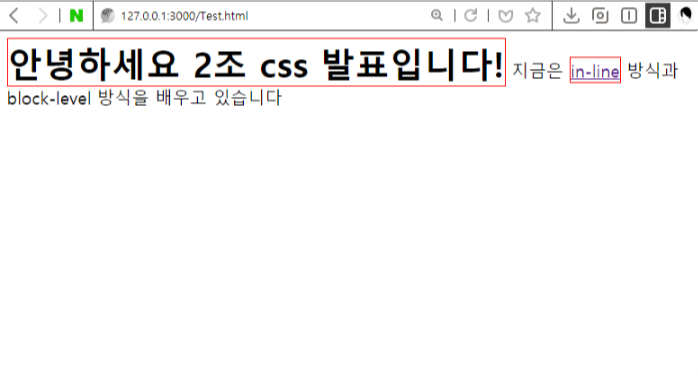 N 127.0.0.1:3000/Test.html
안녕하세요 2조 css 발표입니다! 지금은 in-line 방식과
block-level 방식을 배우고 있습니다